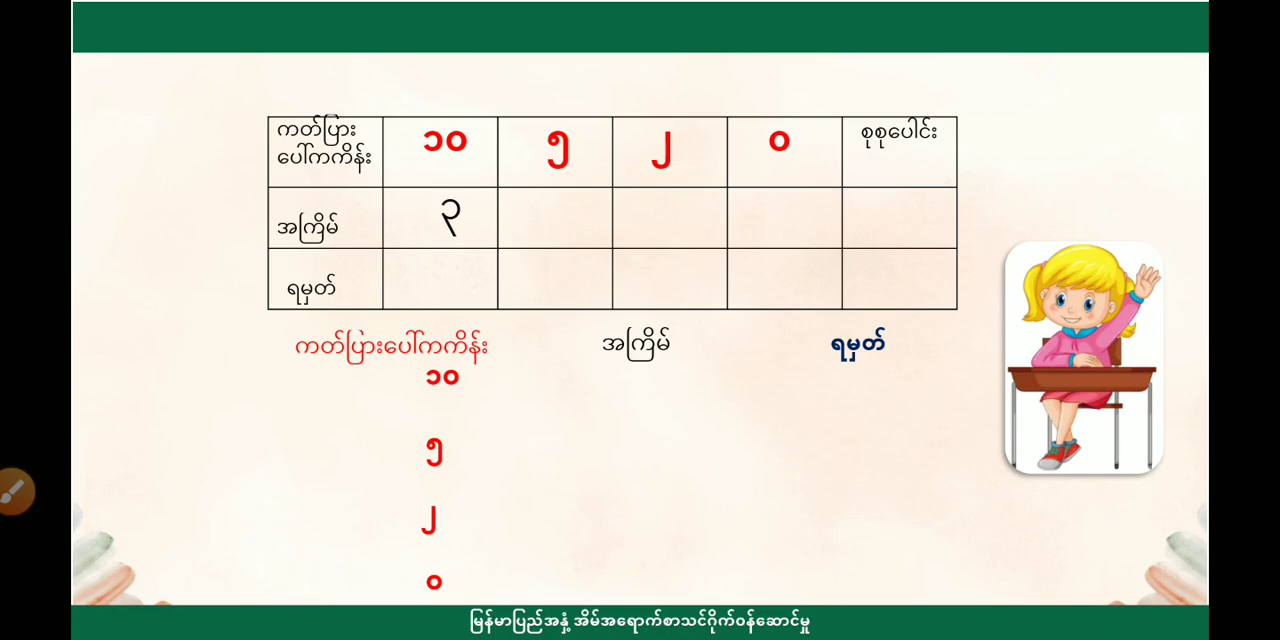 ကတ်ပြား ၁၀ ၅ ၂ ၀ စုစုပေါင်း
ပေါ်ကကိန်း
အကြိမ် ၃
ရမှတ်
ကတ်ပြားပေါ်ကကိန်း အကြိမ် ရမှတ်
၁၀
၅
၂
၀
မြန်မာပြည်အနှံ့ အိမ်အရောက်စာသင်ဂိုက်ဝန်ဆောင်မှု